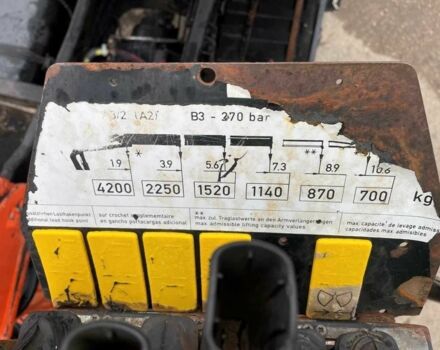 B3 - 270 bar
* **
1.9 3.9 5.6 7.3 8.9 10.6
4200 2250 1520 1140 870 700 kg
sur crochet supplémentaire
en gancho portacargas adicional
**
max. zul. Traglastwerte an den Armverlängerungen
max. admissible lifting capacity values
max. capacité de levage admis
capacidades max. admisibles